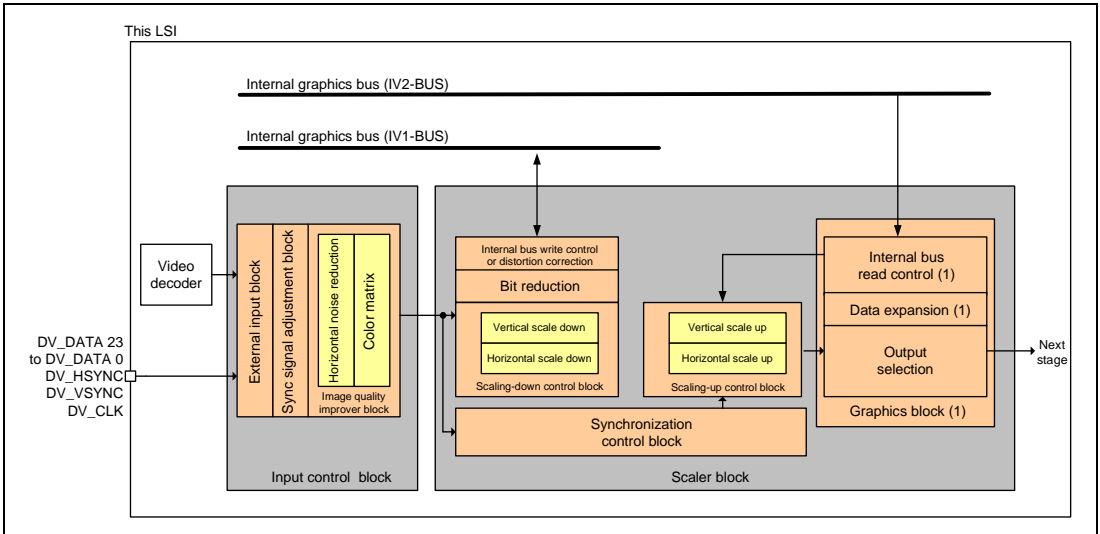 This LSI
Internal graphics bus (IV2-BUS)
Internal graphics bus (IV1-BUS)
Video
decoder
DV_DATA 23
to DV_DATA 0
DV_HSYNC
DV_VSYNC
DV_CLK
External input block
Sync signal adjustment block
Horizontal noise reduction
Color matrix
Image quality
improver block
Input control block
Internal bus write control
or distortion correction
Bit reduction
Vertical scale down
Horizontal scale down
Scaling-down control block
Vertical scale up
Horizontal scale up
Scaling-up control block
Synchronization
control block
Internal bus
read control (1)
Data expansion (1)
Output
selection
Graphics block (1)
Scaler block
Next
stage